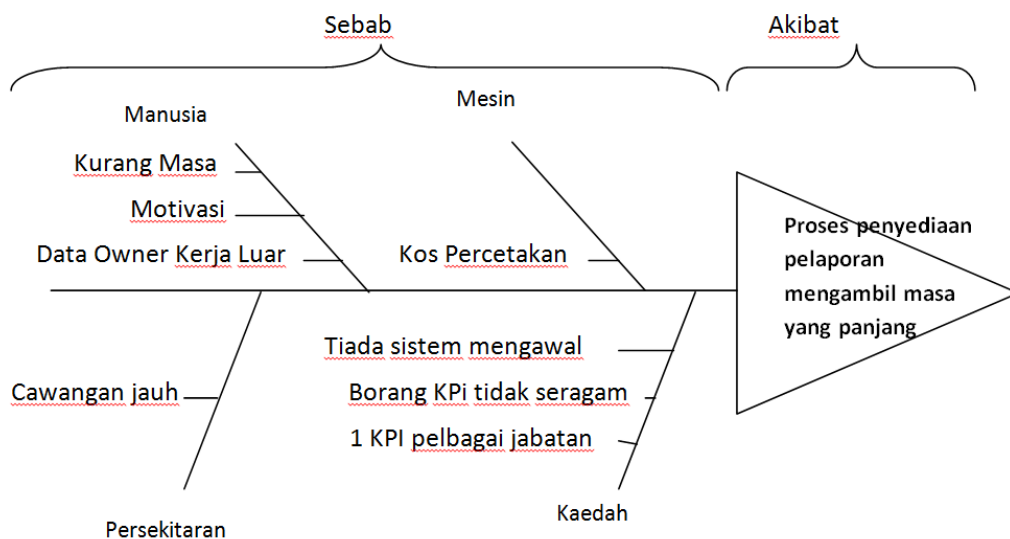 Sebab
Akibat
Manusia
Mesin
Kurang Masa
Motivasi
Data Owner Kerja Luar
Kos Percetakan
Proses penyediaan
pelaporan
mengambil masa
yang panjang
Tiada sistem mengawal
Borang KPi tidak seragam
1 KPI pelbagai jabatan
Cawangan jauh
Persekitaran
Kaedah